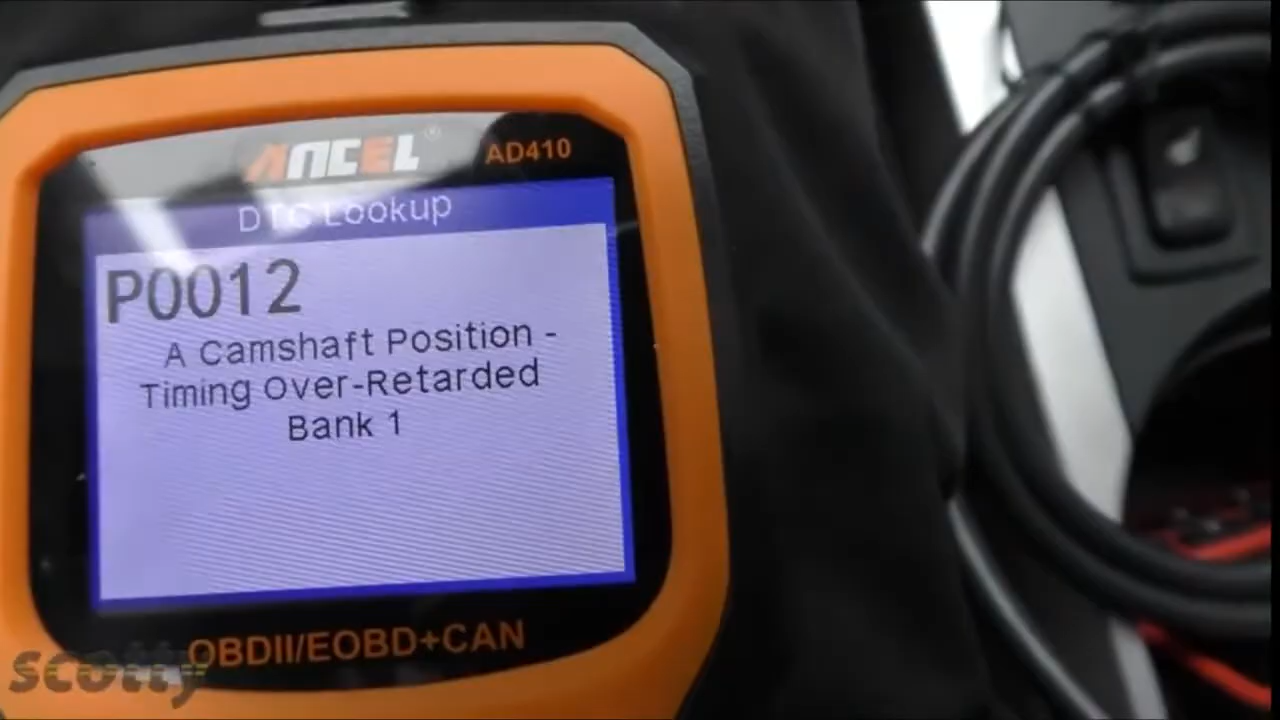 ANCEL® AD410
DTC Lookup
P0012
A Camshaft Position -
Timing Over-Retarded
Bank 1
OBDII/EOBD+CAN
scotty